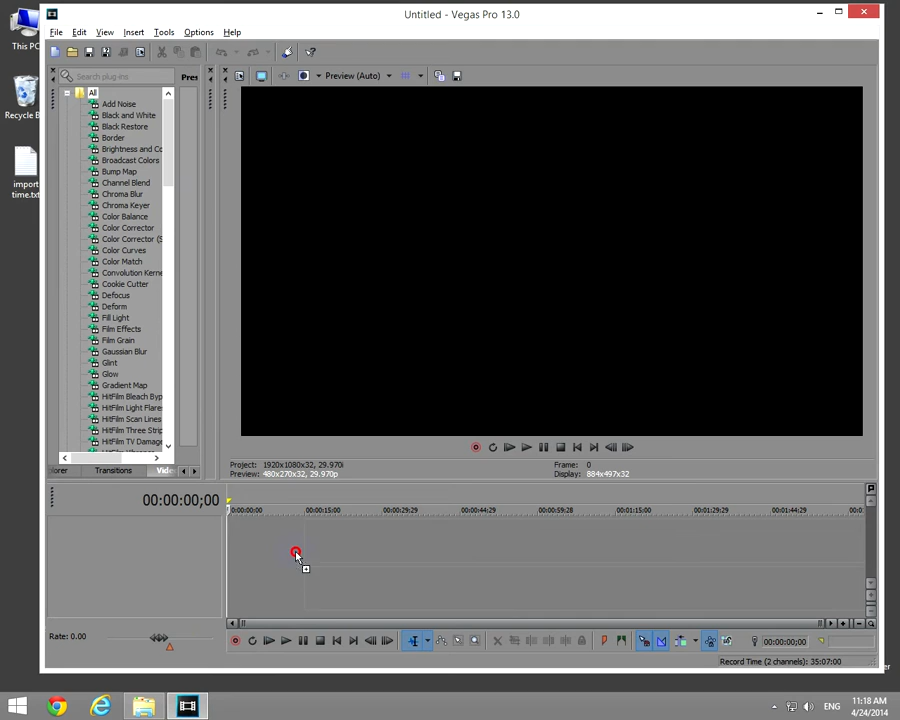 Untitled - Vegas Pro 13.0
File Edit View Insert Tools Options Help
This PC
Recycle B
import
time.txt
Search plug-ins
Pres
Preview (Auto)
All
Add Noise
Black and White
Black Restore
Border
Brightness and Co
Broadcast Colors
Bump Map
Channel Blend
Chroma Blur
Chroma Keyer
Color Balance
Color Corrector
Color Corrector (S
Color Curves
Color Match
Convolution Kerne
Cookie Cutter
Defocus
Deform
Fill Light
Film Effects
Film Grain
Gaussian Blur
Glint
Glow
Gradient Map
HitFilm Bleach Byp
HitFilm Light Flare
HitFilm Scan Lines
HitFilm Three Strip
HitFilm TV Damage
plorer Transitions Vide
Project: 1920x1080x32, 29.970i
Preview: 480x270x32, 29.970p
Frame: 0
Display: 884x497x32
00:00:00;00
0:00:00:00 00:00:15:00 00:00:29:29 00:00:44:29 00:00:59:28 00:01:15:00 00:01:29:29 00:01:44:29 00:0
Rate: 0.00
00:00:00;00
Record Time (2 channels): 35:07:00
er
ENG
11:18 AM
4/24/2014